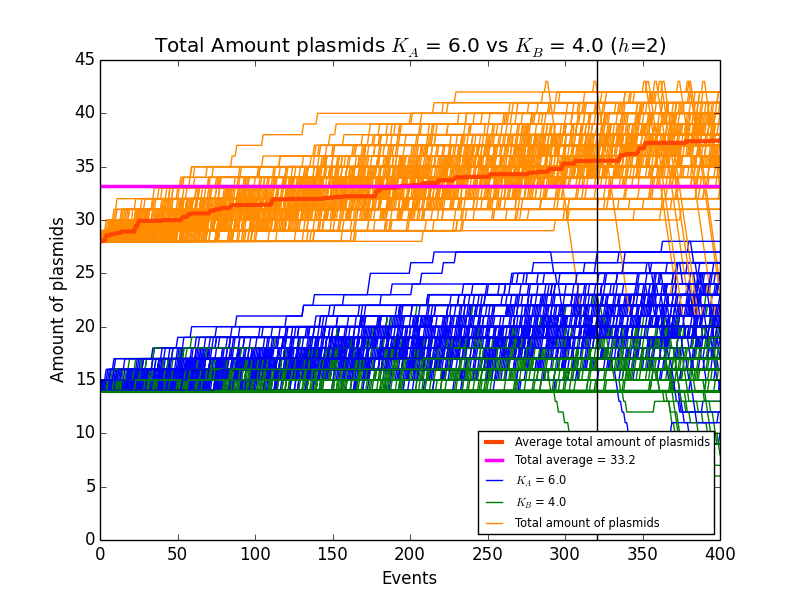 Total Amount plasmids K_A = 6.0 vs K_B = 4.0 (h=2)
Amount of plasmids
45
40
35
30
25
20
15
10
5
0
0 50 100 150 200 250 300 350 400
Events
Average total amount of plasmids
Total average = 33.2
K_A = 6.0
K_B = 4.0
Total amount of plasmids